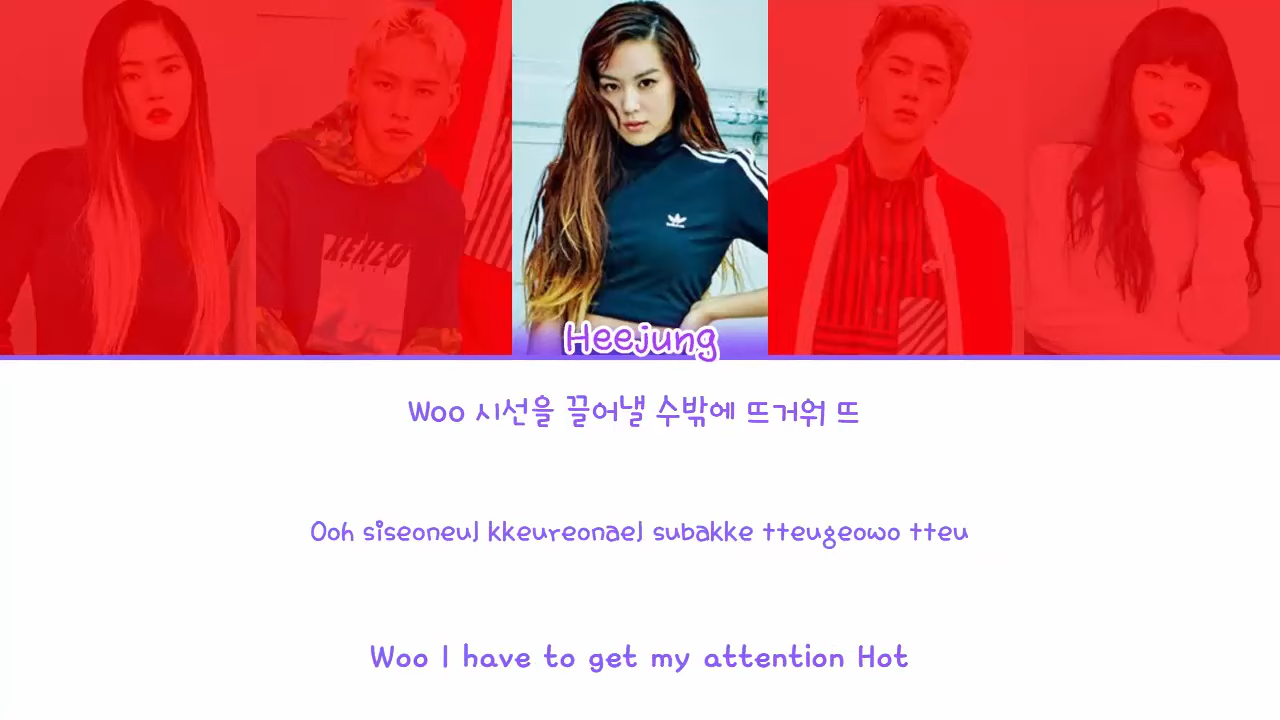 KENZO
adidas
Heejung
Woo 시선을 끌어낼 수밖에 뜨거워 뜨
Ooh siseoneul kkeureonael subakke tteugeowo tteu
Woo I have to get my attention Hot